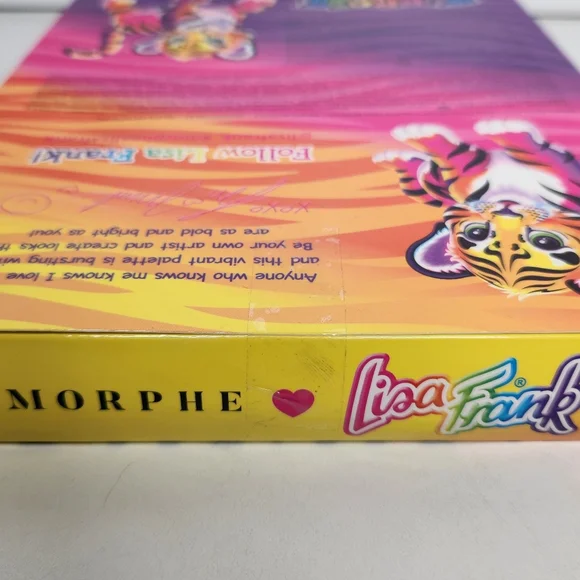 Follow Lisa Frank!
xoxo
Anyone who knows me knows I love
and this vibrant palette is bursting wi
Be your own artist and create looks th
are as bold and bright as you!
MORPHE
Lisa Frank®